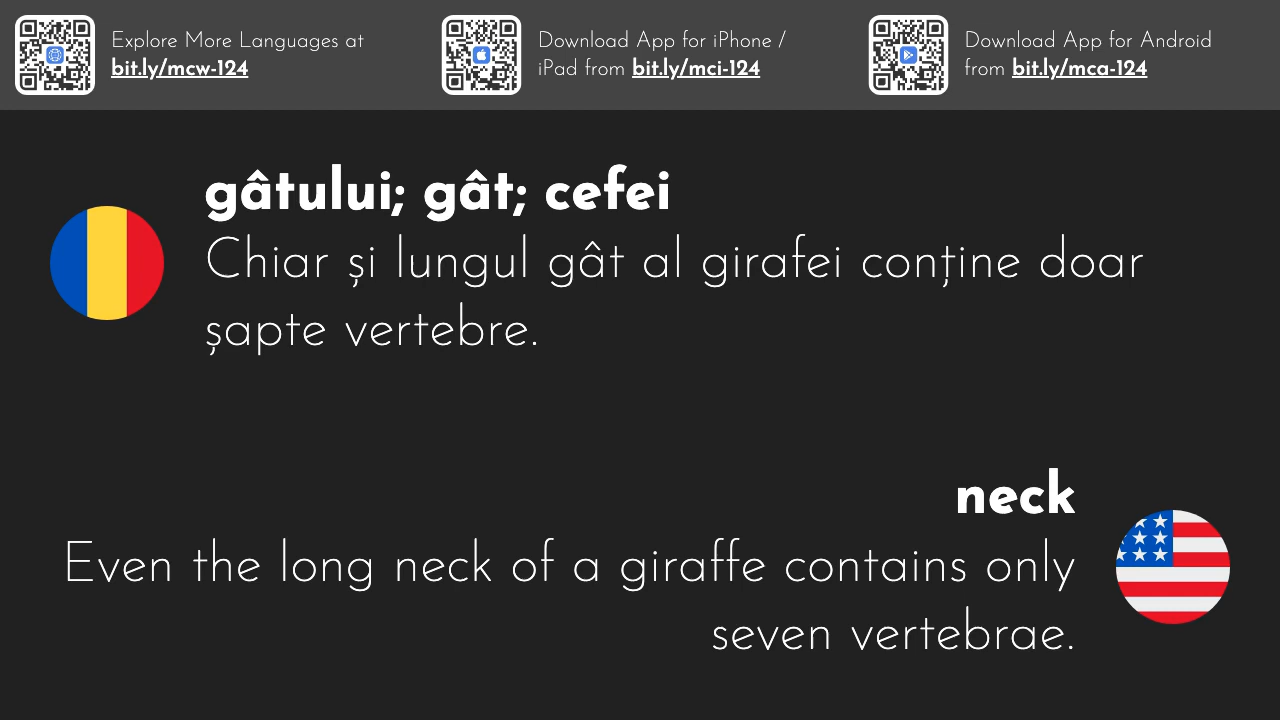 Explore More Languages at
bit.ly/mcw-124
Download App for iPhone /
iPad from bit.ly/mci-124
Download App for Android
from bit.ly/mca-124
gâtului; gât; cefei
Chiar și lungul gât al girafei conține doar
șapte vertebre.
neck
Even the long neck of a giraffe contains only
seven vertebrae.